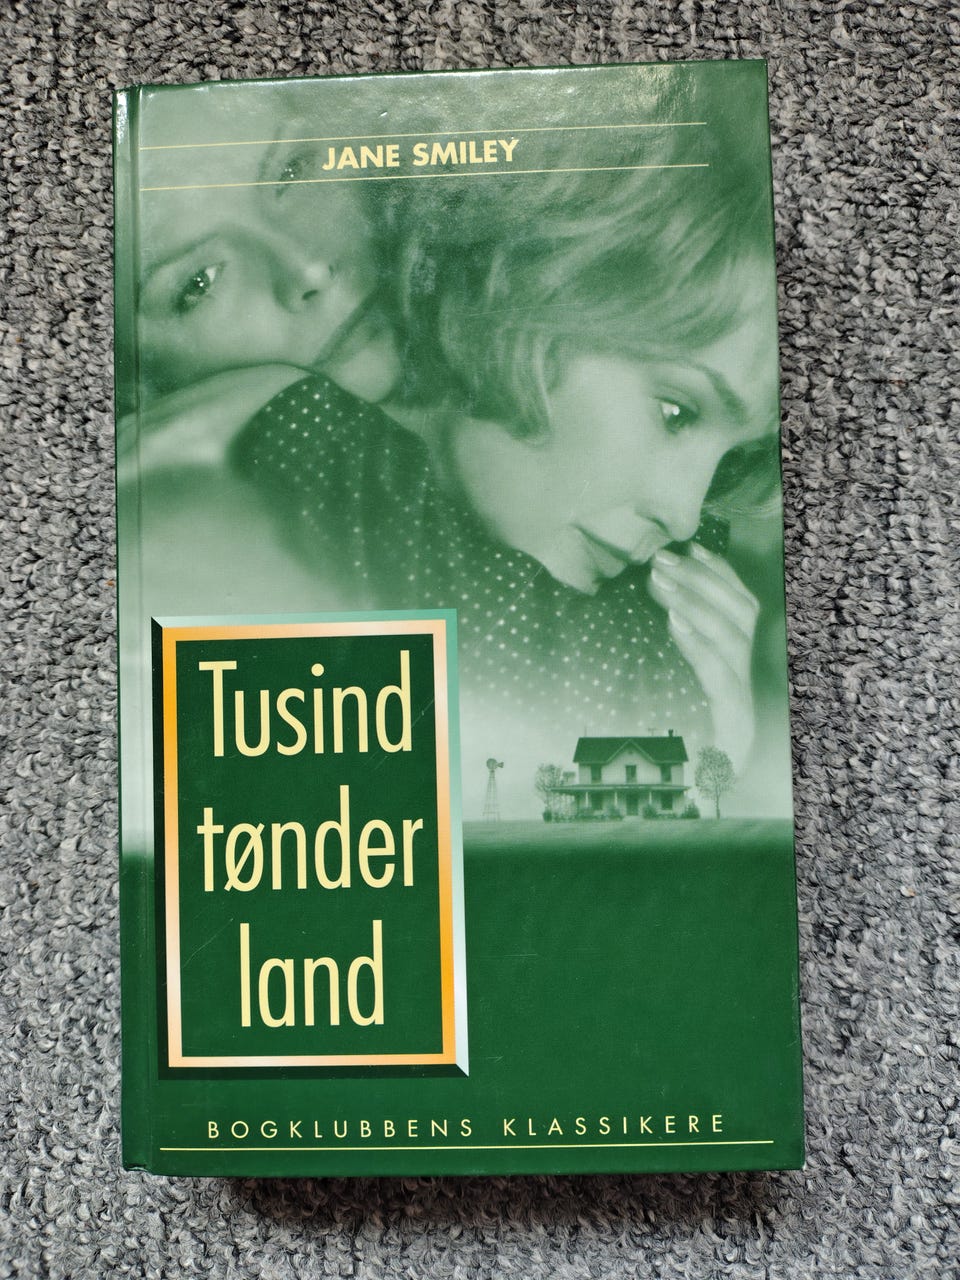 JANE SMILEY
Tusind
tønder
land
BOGKLUBBENS KLASSIKERE